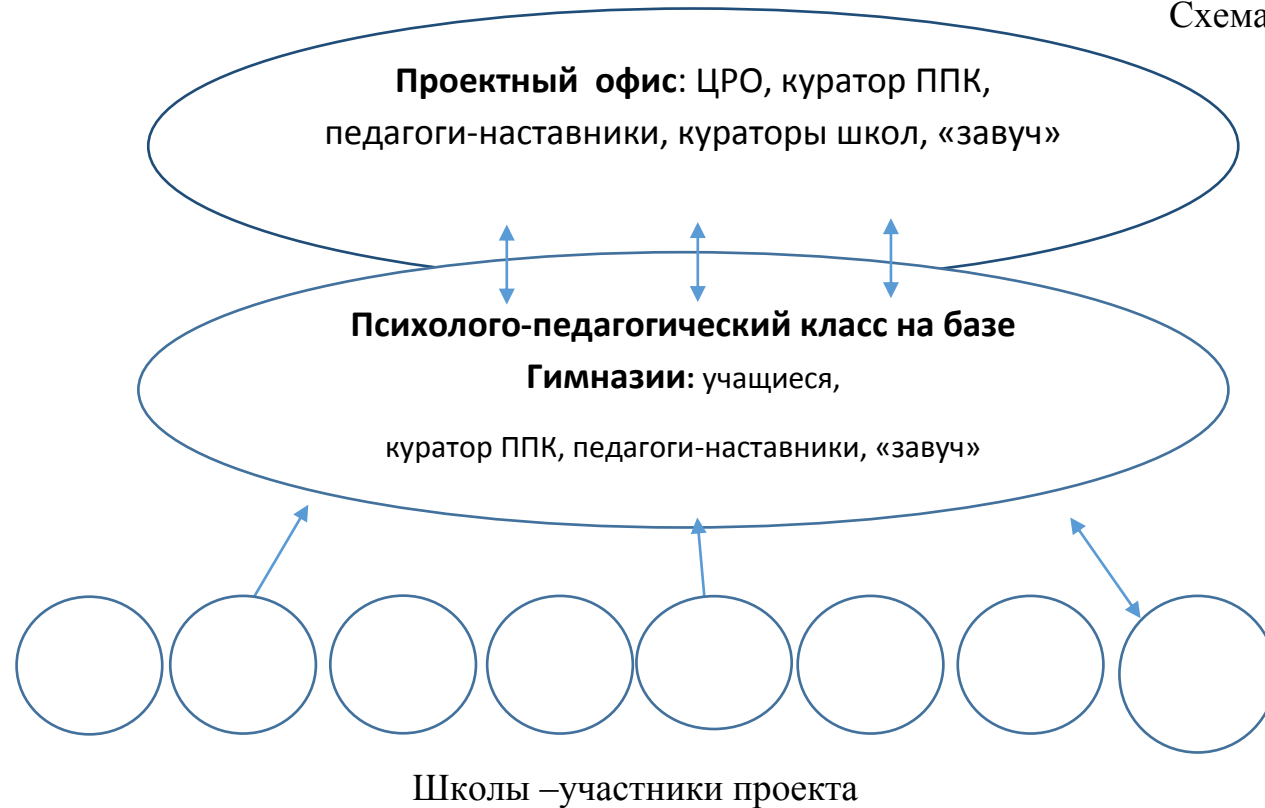 Схема
Проектный офис: ЦРО, куратор ППК,
педагоги-наставники, кураторы школ, «завуч»
Психолого-педагогический класс на базе
Гимназии: учащиеся,
куратор ППК, педагоги-наставники, «завуч»
Школы –участники проекта